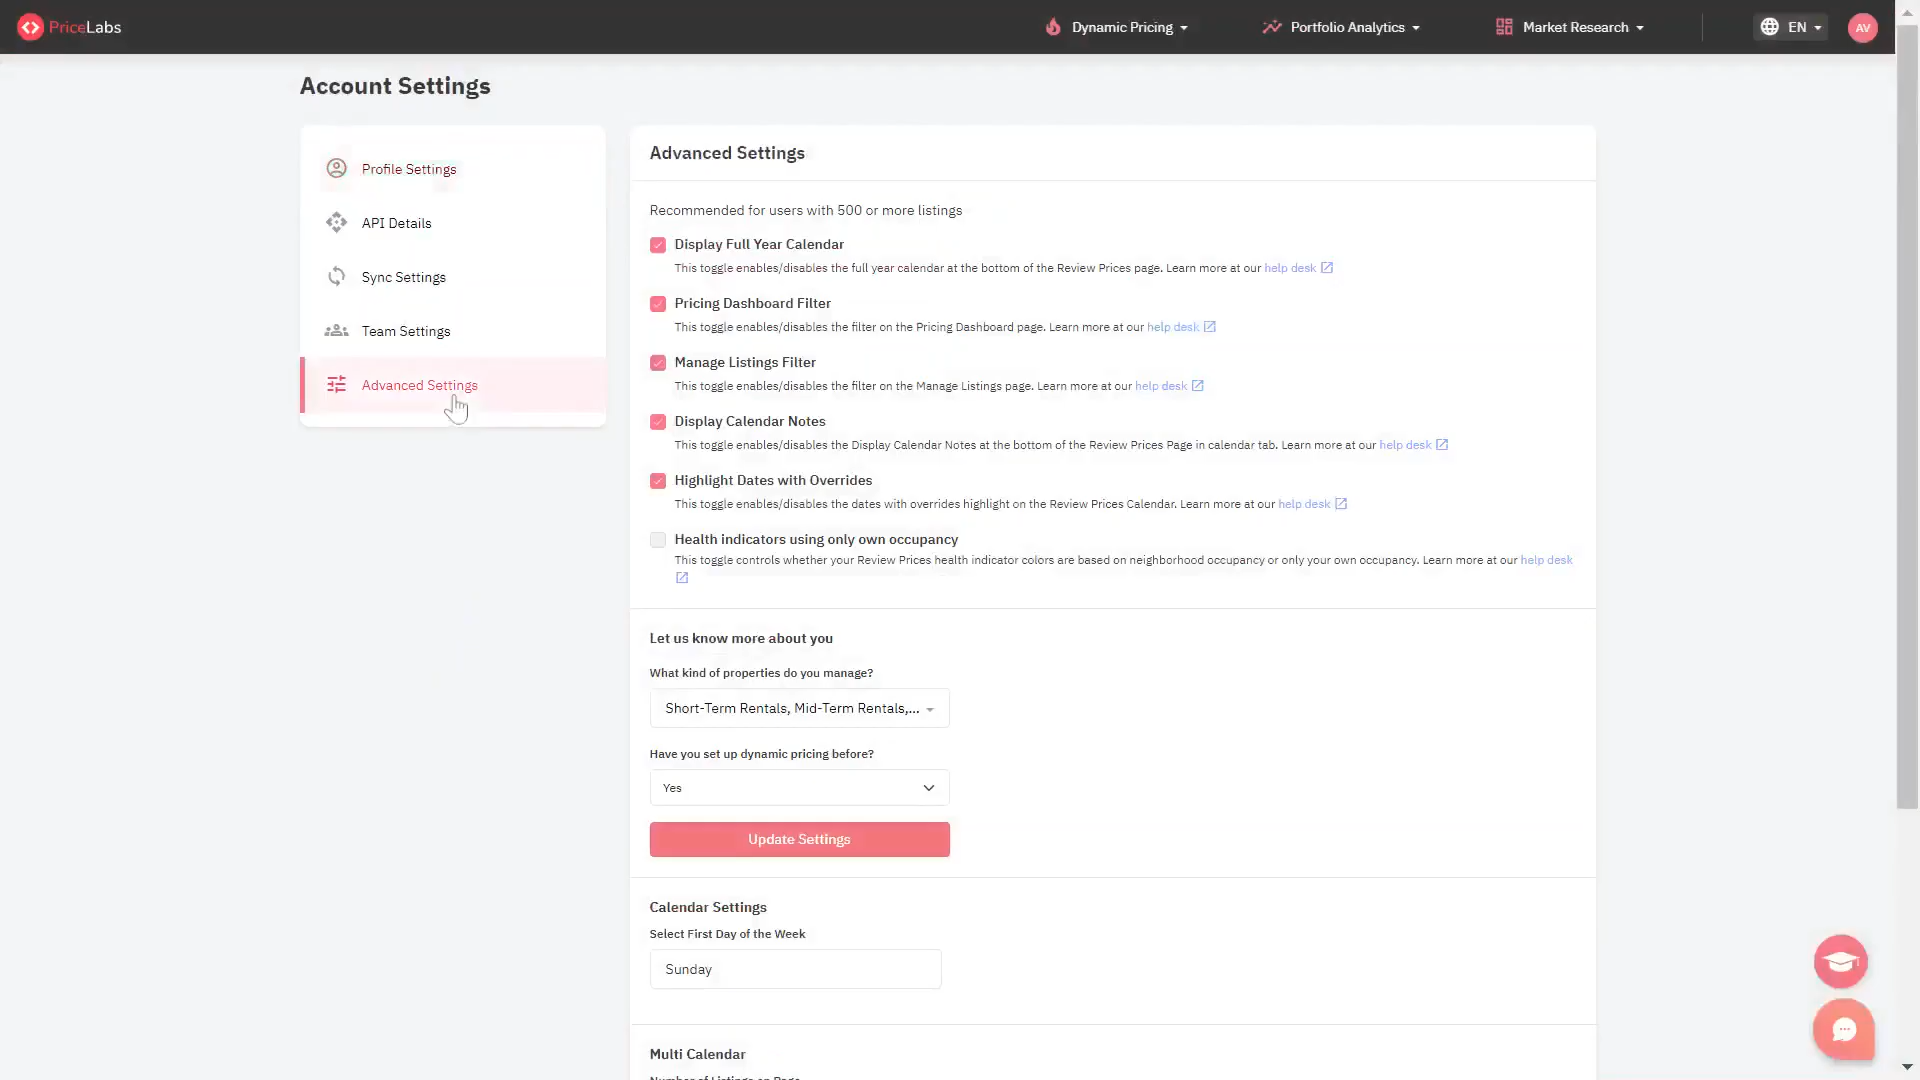 PriceLabs
Dynamic Pricing
Portfolio Analytics
Market Research
EN
AV
Account Settings
Profile Settings
API Details
Sync Settings
Team Settings
Advanced Settings
Advanced Settings
Recommended for users with 500 or more listings
Display Full Year Calendar
This toggle enables/disables the full year calendar at the bottom of the Review Prices page. Learn more at our help desk
Pricing Dashboard Filter
This toggle enables/disables the filter on the Pricing Dashboard page. Learn more at our help desk
Manage Listings Filter
This toggle enables/disables the filter on the Manage Listings page. Learn more at our help desk
Display Calendar Notes
This toggle enables/disables the Display Calendar Notes at the bottom of the Review Prices Page in calendar tab. Learn more at our help desk
Highlight Dates with Overrides
This toggle enables/disables the dates with overrides highlight on the Review Prices Calendar. Learn more at our help desk
Health indicators using only own occupancy
This toggle controls whether your Review Prices health indicator colors are based on neighborhood occupancy or only your own occupancy. Learn more at our help desk
Let us know more about you
What kind of properties do you manage?
Short-Term Rentals, Mid-Term Rentals,...
Have you set up dynamic pricing before?
Yes
Update Settings
Calendar Settings
Select First Day of the Week
Sunday
Multi Calendar
Number of Listings on Page